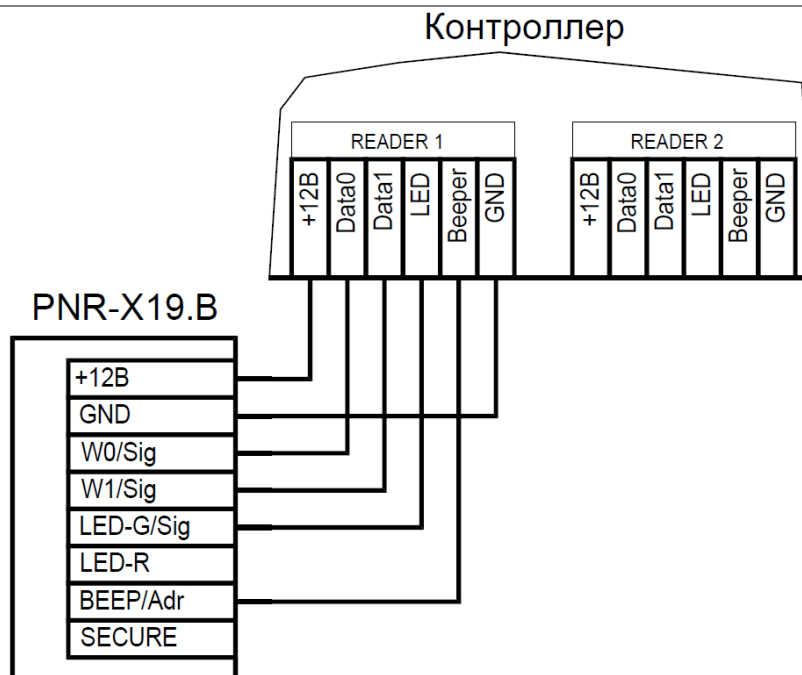 Контроллер
READER 1
READER 2
+12В
Data0
Data1
LED
Beeper
GND
+12В
Data0
Data1
LED
Beeper
GND
PNR-X19.B
+12В
GND
W0/Sig
W1/Sig
LED-G/Sig
LED-R
BEEP/Adr
SECURE